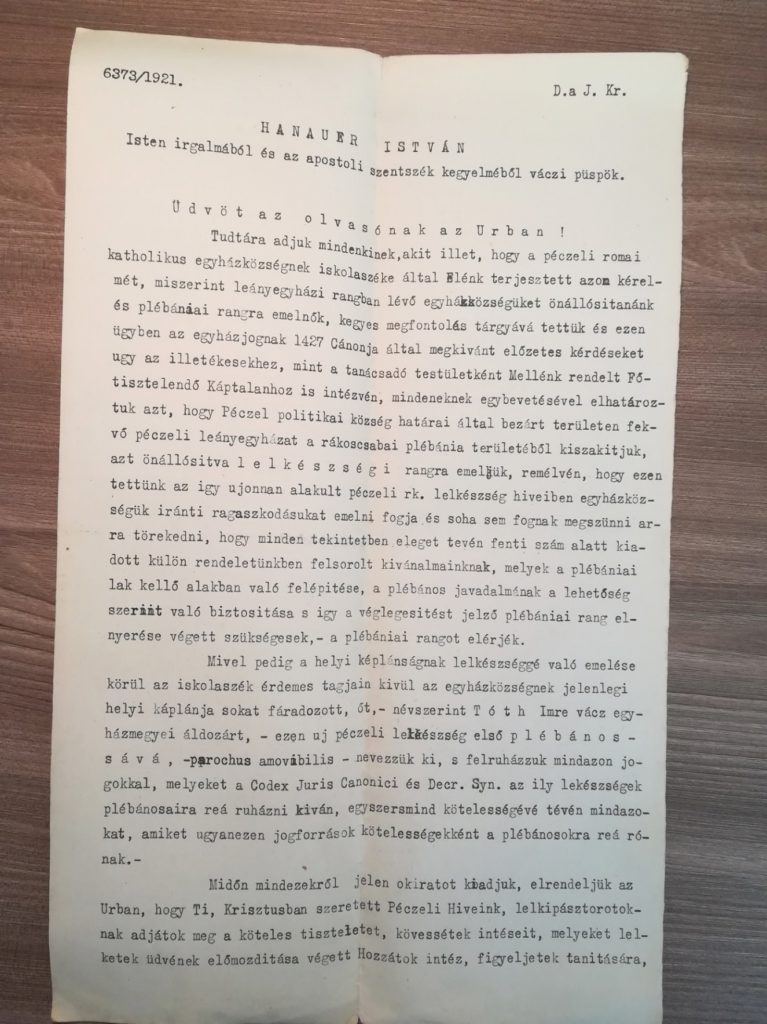 6373/1921.
D.a J. Kr.
H A N A U E R   I S T V Á N
Isten irgalmából és az apostoli szentszék kegyelméből váczi püspök.
Ü d v ö t  a z  o l v a s ó n a k  a z  U r b a n !
Tudtára adjuk mindenkinek,akit illet, hogy a péczeli romai
katholikus egyházközségnek iskolaszéke által Elénk terjesztett azon kérel-
mét, miszerint leányegyházi rangban lévő egyhákközségüket önállósitanánk
és plébániai rangra emelnők, kegyes megfontolás tárgyává tettük és ezen
ügyben az egyházjognak 1427 Cánonja által megkivánt előzetes kérdéseket
ugy az illetékesekhez, mint a tanácsadó testületként Mellénk rendelt Fő-
tisztelendő Káptalanhoz is intézvén, mindeneknek egybevetésével elhatároz-
tuk azt, hogy Péczel politikai község határai által bezárt területen fek-
vő péczeli leányegyházat a rákoscsabai plébánia területéből kiszakitjuk,
azt önállósitva l e l k é s z s é g i  rangra emeljük, remélvén, hogy ezen
tettünk az igy ujonnan alakult péczeli rk. lelkészség hiveiben egyházköz-
ségük iránti ragaszkodásukat emelni fogja és soha sem fognak megszünni ar-
ra törekedni, hogy minden tekintetben eleget tevén fenti szám alatt kia-
dott külön rendeletünkben felsorolt kivánalmainknak, melyek a plébániai
lak kellő alakban való felépitése, a plébános javadalmának a lehetőség
szerint való biztositása s igy a véglegesitést jelző plébániai rang el-
nyerése végett szükségesek,- a plébániai rangot elérjék.
Mivel pedig a helyi képlánságnak lelkészséggé való emelése
körül az iskolaszék érdemes tagjain kivül az egyházközségnek jelenlegi
helyi káplánja sokat fáradozott, őt,- névszerint T ó t h  Imre vácz egy-
házmegyei áldozárt, - ezen uj péczeli lelkészség első p l é b á n o s -
s á v á , -parochus amovibilis - nevezzük ki, s felruházzuk mindazon jo-
gokkal, melyeket a Codex Juris Canonici és Decr. Syn. az ily lekészségek
plébánosaira reá ruházni kiván, egyszersmind kötelességévé tévén mindazo-
kat, amiket ugyanezen jogforrások kötelességekként a plébánosokra reá ró-
nak.-
Midőn mindezekről jelen okiratot kiadjuk, elrendeljük az
Urban, hogy Ti, Krisztusban szeretett Péczeli Hiveink, lelkipásztorotok-
nak adjátok meg a köteles tiszteletet, kövessétek intéseit, melyeket lel-
ketek üdvének előmozditása végett Hozzátok intéz, figyeljetek tanitására,